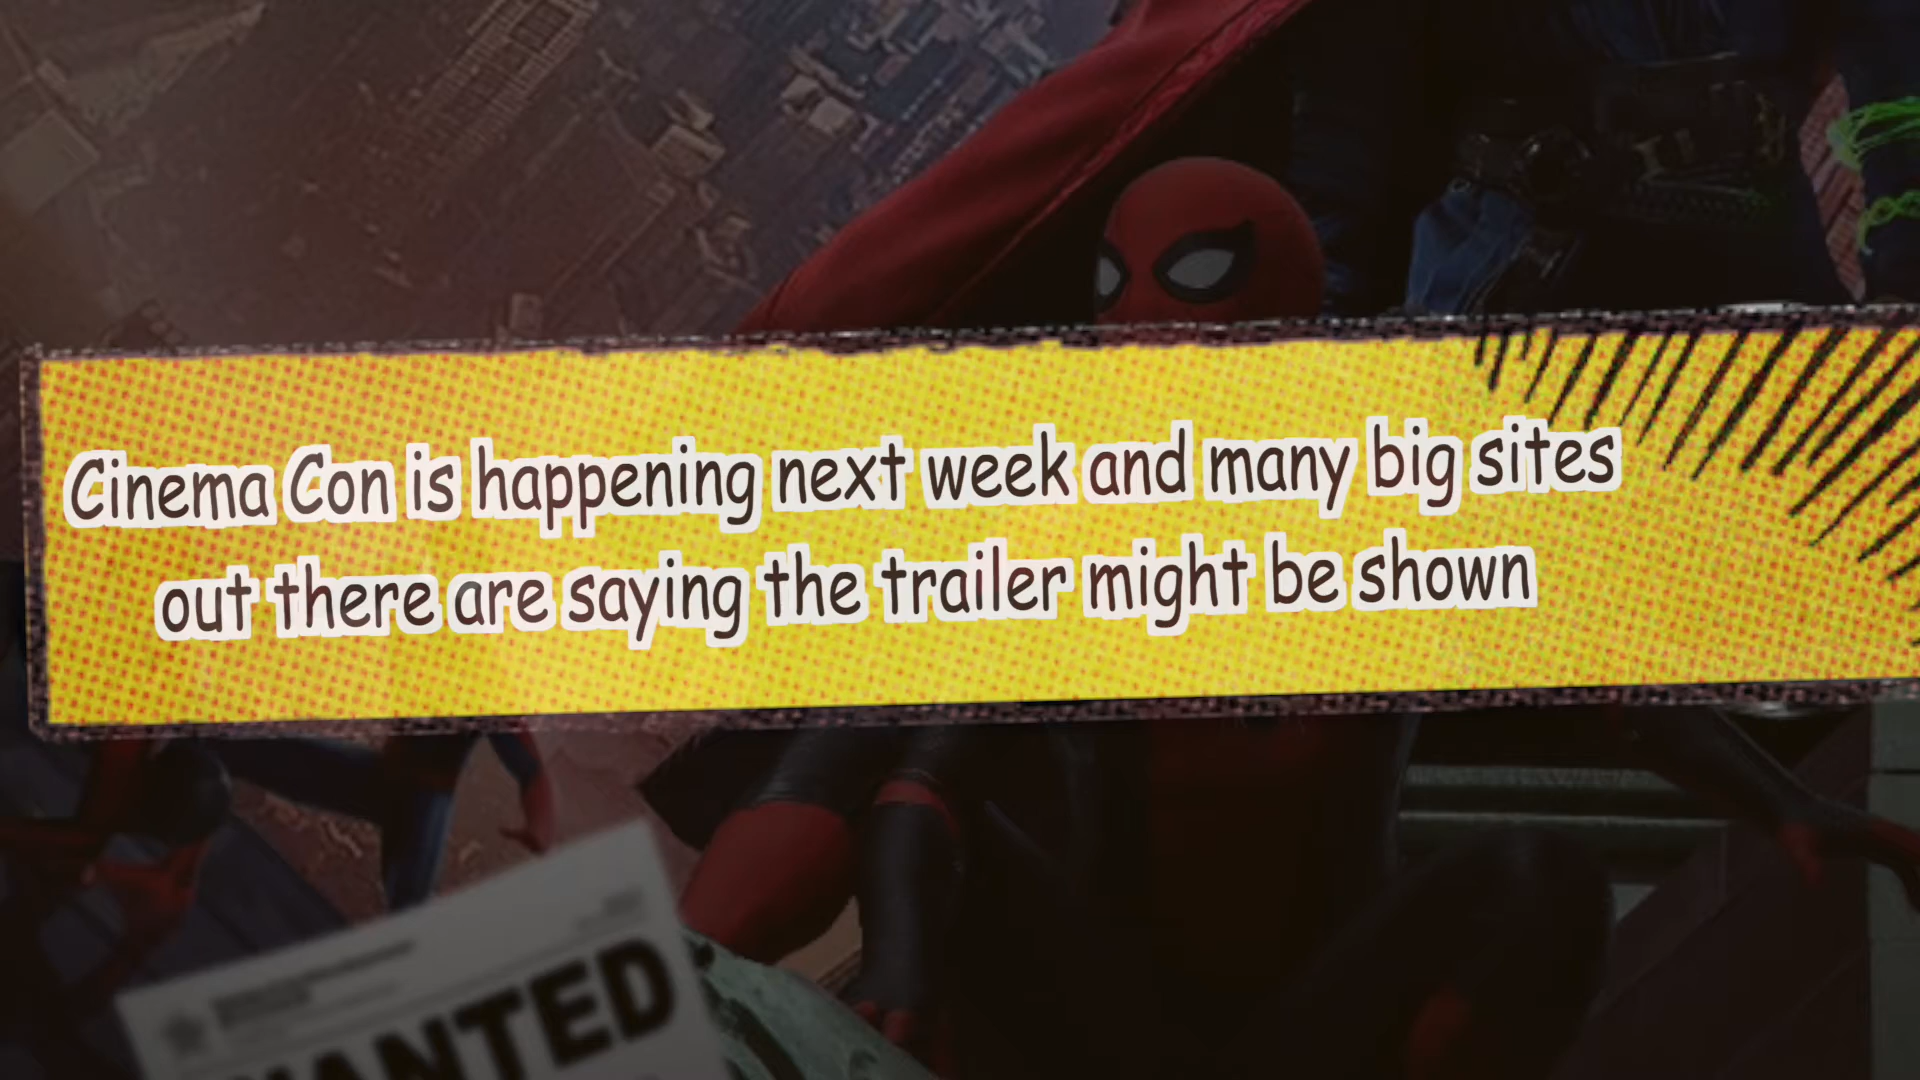 Cinema Con is happening next week and many big sites
out there are saying the trailer might be shown
WANTED